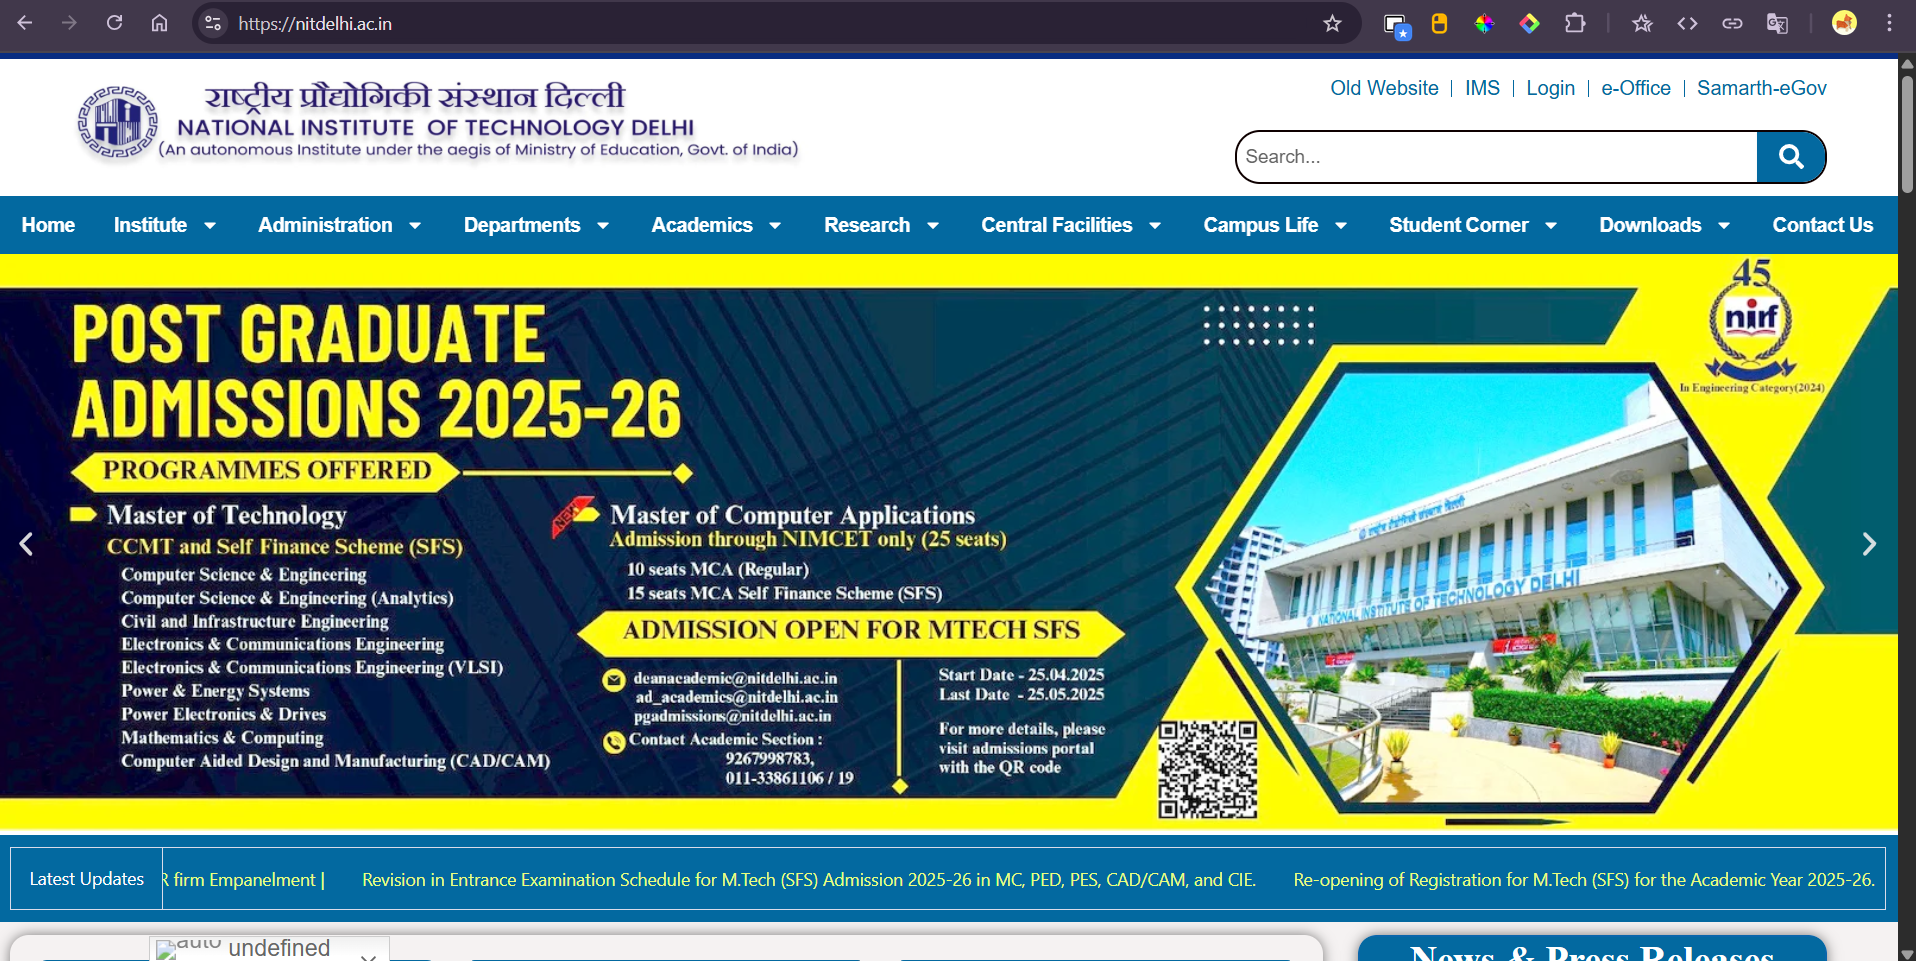 https://nitdelhi.ac.in
राष्ट्रीय प्रौद्योगिकी संस्थान दिल्ली
NATIONAL INSTITUTE OF TECHNOLOGY DELHI
(An autonomous Institute under the aegis of Ministry of Education, Govt. of India)
Old Website | IMS | Login | e-Office | Samarth-eGov
Search...
Home Institute Administration Departments Academics Research Central Facilities Campus Life Student Corner Downloads Contact Us
POST GRADUATE
ADMISSIONS 2025-26
PROGRAMMES OFFERED
Master of Technology
CCMT and Self Finance Scheme (SFS)
Computer Science & Engineering
Computer Science & Engineering (Analytics)
Civil and Infrastructure Engineering
Electronics & Communications Engineering
Electronics & Communications Engineering (VLSI)
Power & Energy Systems
Power Electronics & Drives
Mathematics & Computing
Computer Aided Design and Manufacturing (CAD/CAM)
NEW
Master of Computer Applications
Admission through NIMCET only (25 seats)
10 seats MCA (Regular)
15 seats MCA Self Finance Scheme (SFS)
ADMISSION OPEN FOR MTECH SFS
deanacademic@nitdelhi.ac.in
ad_academics@nitdelhi.ac.in
pgadmissions@nitdelhi.ac.in
Contact Academic Section :
9267998783,
011-33861106 / 19
Start Date - 25.04.2025
Last Date - 25.05.2025
For more details, please
visit admissions portal
with the QR code
45
nirf
In Engineering Category(2024)
NATIONAL INSTITUTE OF TECHNOLOGY DELHI
Latest Updates
firm Empanelment |
Revision in Entrance Examination Schedule for M.Tech (SFS) Admission 2025-26 in MC, PED, PES, CAD/CAM, and CIE.
Re-opening of Registration for M.Tech (SFS) for the Academic Year 2025-26.
auto undefined
News & Press Releases